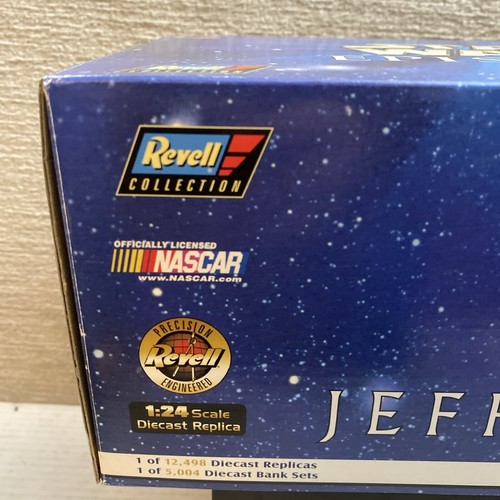 Revell
COLLECTION
OFFICIALLY LICENSED
NASCAR
www.NASCAR.com
PRECISION
Revell
ENGINEERED
1:24 Scale
Diecast Replica
JEFF
1 of 12,498 Diecast Replicas
1 of 5,004 Diecast Bank Sets